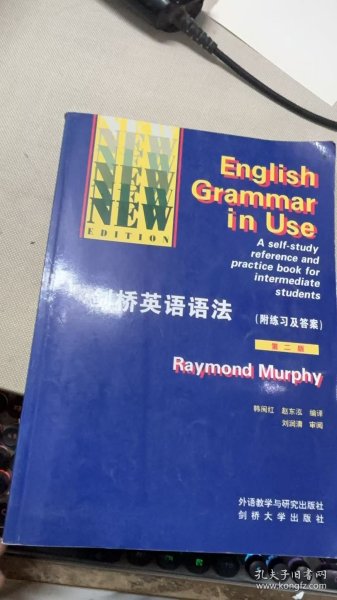 NEW
NEW
NEW
NEW
NEW
EDITION
English
Grammar
in Use
A self-study
reference and
practice book for
intermediate
students
剑桥英语语法
(附练习及答案)
第二版
Raymond Murphy
韩闽红 赵东泓 编译
刘润清 审阅
外语教学与研究出版社
剑桥大学出版社
孔夫子旧书网